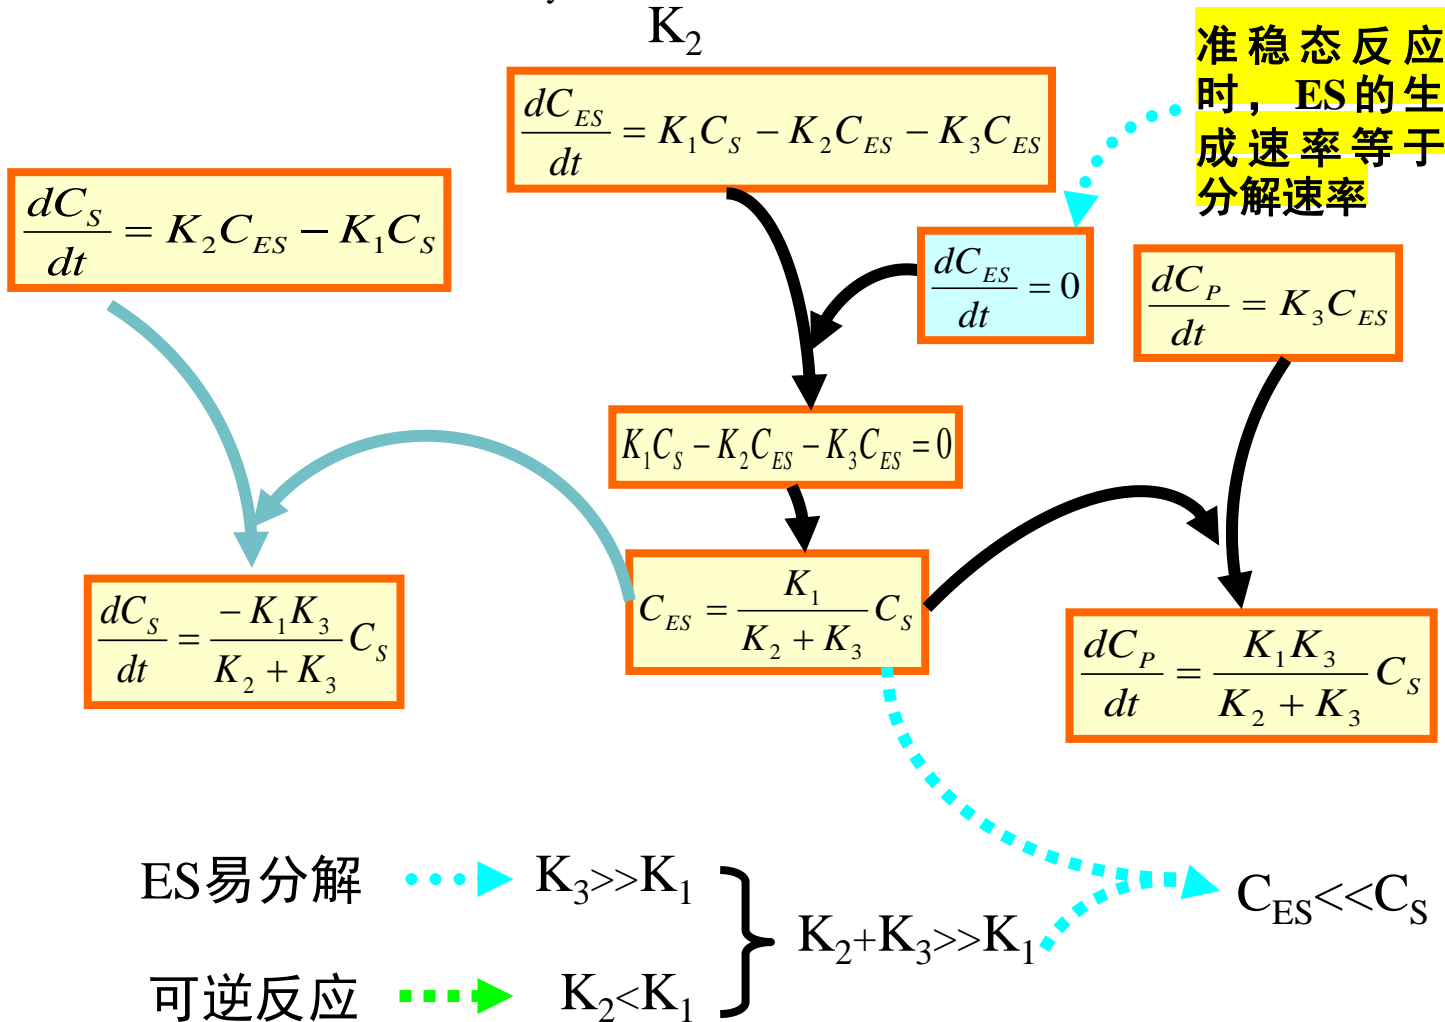 K₂
准稳态反应
时，ES的生
成速率等于
分解速率
dC_ES/dt = K₁C_S − K₂C_ES − K₃C_ES
dC_S/dt = K₂C_ES − K₁C_S
dC_ES/dt = 0
dC_P/dt = K₃C_ES
K₁C_S − K₂C_ES − K₃C_ES = 0
dC_S/dt = −K₁K₃/(K₂ + K₃) C_S
C_ES = K₁/(K₂ + K₃) C_S
dC_P/dt = K₁K₃/(K₂ + K₃) C_S
ES易分解
K₃>>K₁
K₂+K₃>>K₁
C_ES<<C_S
可逆反应
K₂<K₁